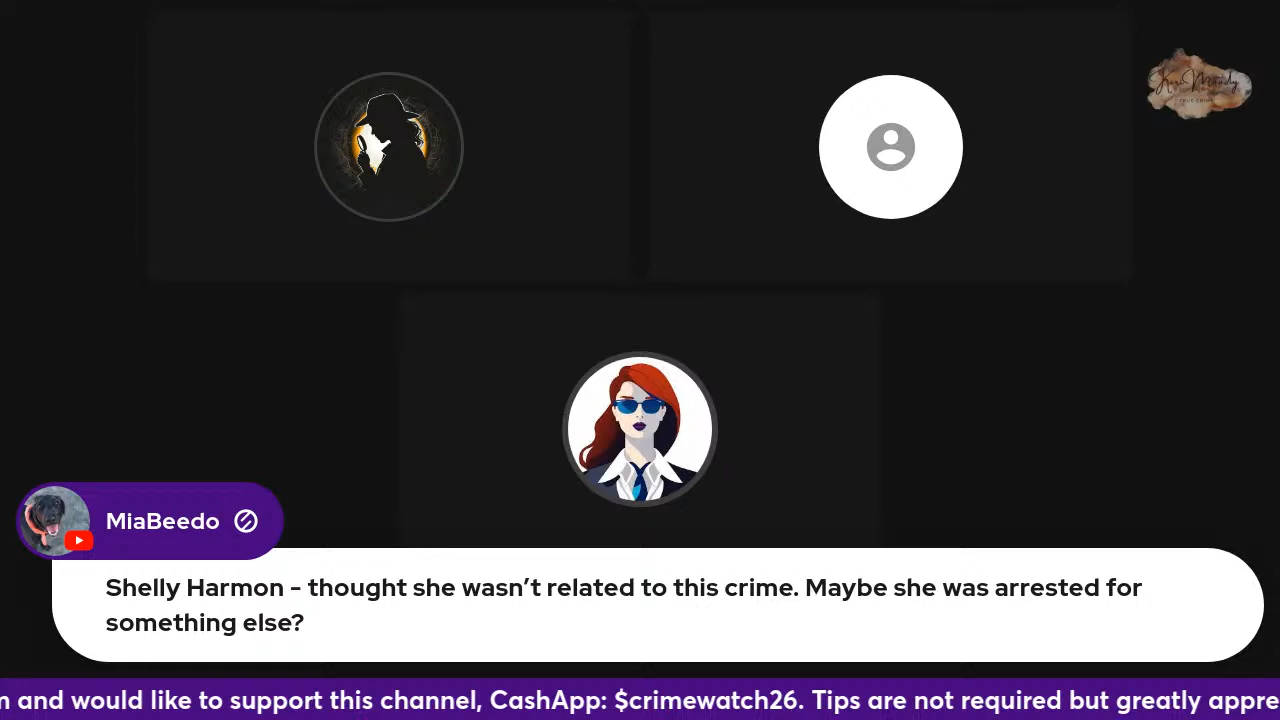 MiaBeedo
Shelly Harmon - thought she wasn't related to this crime. Maybe she was arrested for
something else?
m and would like to support this channel, CashApp: $crimewatch26. Tips are not required but greatly appre